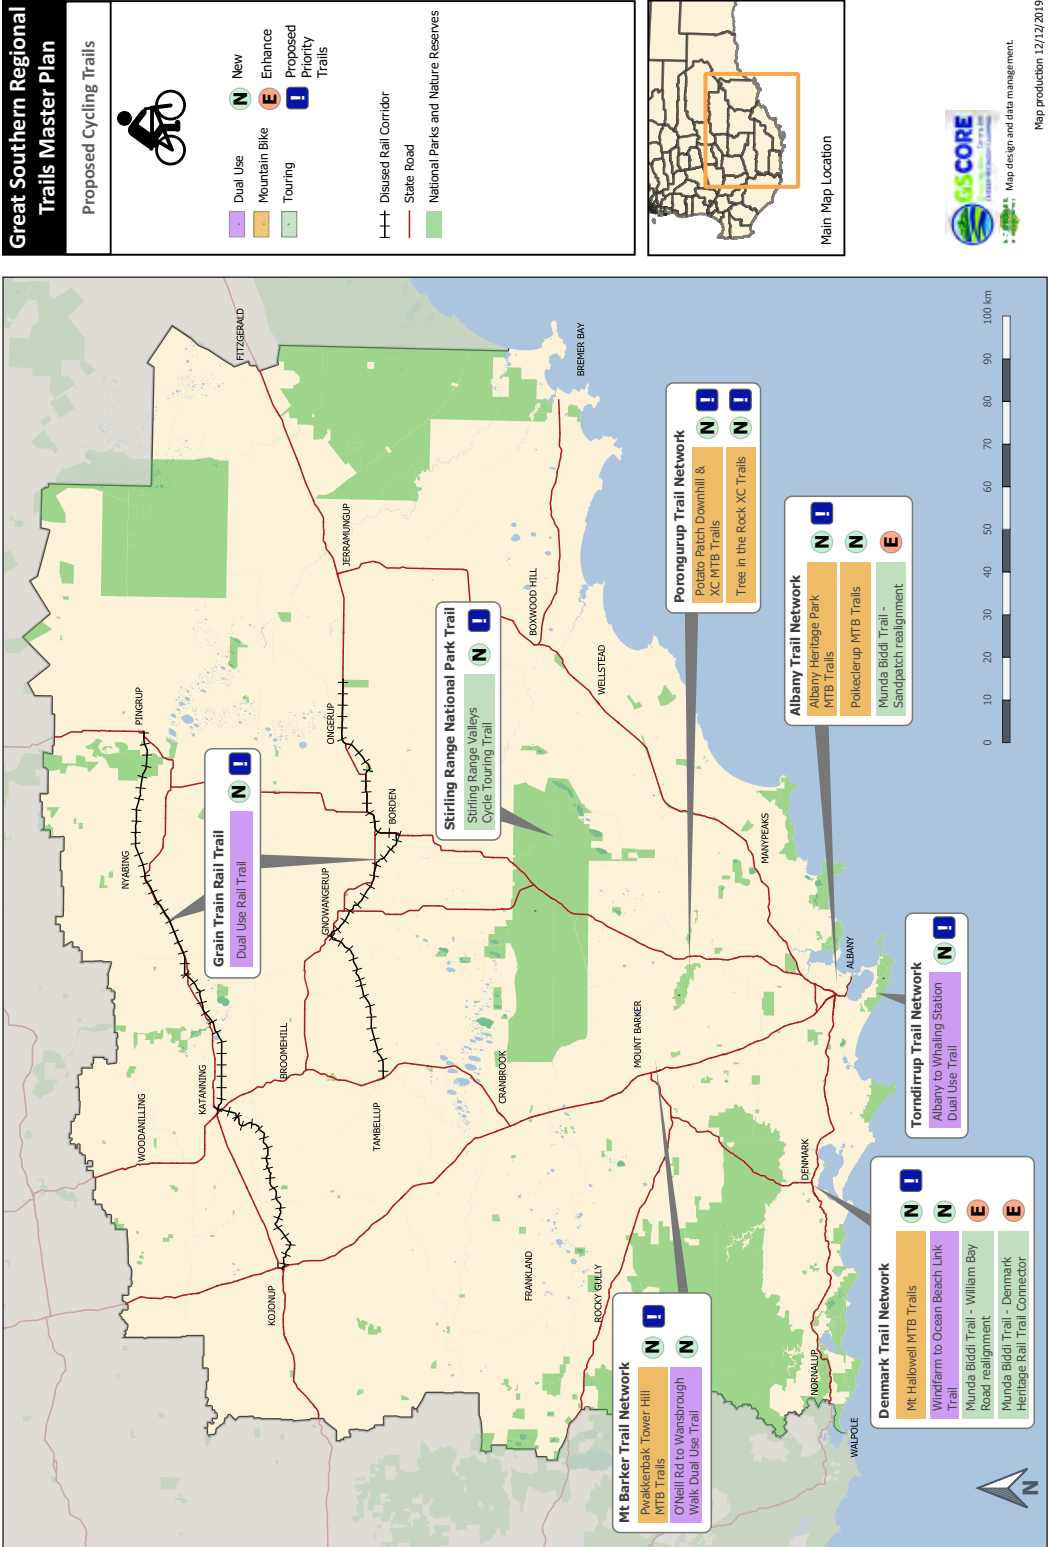 Great Southern Regional
Trails Master Plan
Proposed Cycling Trails
Dual Use
Mountain Bike
Touring
N New
E Enhance
! Proposed
Priority
Trails
Disused Rail Corridor
State Road
National Parks and Nature Reserves
Main Map Location
GSCORE
Map design and data management.
Map production 12/12/2019
FITZGERALD
BREMER BAY
JERRAMUNGUP
BOXWOOD HILL
WELLSTEAD
PINGRUP
ONGERUP
NYABING
BORDEN
GNOWANGERUP
MANYPEAKS
ALBANY
KATANNING
BROOMEHILL
WOODANILLING
TAMBELLUP
CRANBROOK
MOUNT BARKER
DENMARK
KOJONUP
FRANKLAND
ROCKY GULLY
NORNALUP
WALPOLE
Grain Train Rail Trail
Dual Use Rail Trail
N !
Stirling Range National Park Trail
Stirling Range Valleys
Cycle Touring Trail
N !
Porongurup Trail Network
Potato Patch Downhill &
XC MTB Trails
N !
Tree in the Rock XC Trails
N !
Albany Trail Network
Albany Heritage Park
MTB Trails
N !
Poikeclerup MTB Trails
N
Munda Biddi Trail -
Sandpatch realignment
E
Torndirrup Trail Network
Albany to Whaling Station
Dual Use Trail
N !
Denmark Trail Network
Mt Hallowell MTB Trails
N !
Windfarm to Ocean Beach Link
Trail
N
Munda Biddi Trail - William Bay
Road realignment
E
Munda Biddi Trail - Denmark
Heritage Rail Trail Connector
E
Mt Barker Trail Network
Pwakkenbak Tower Hill
MTB Trails
N !
O'Neill Rd to Wansbrough
Walk Dual Use Trail
N
0 10 20 30 40 50 60 70 80 90 100 km
N